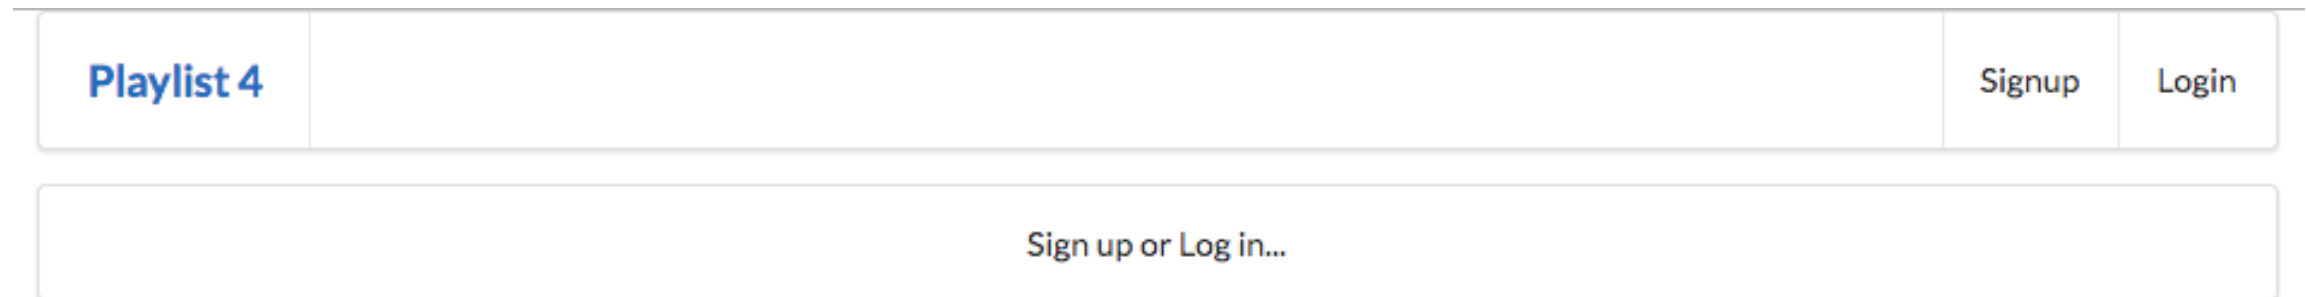 Playlist 4 Signup Login
Sign up or Log in...